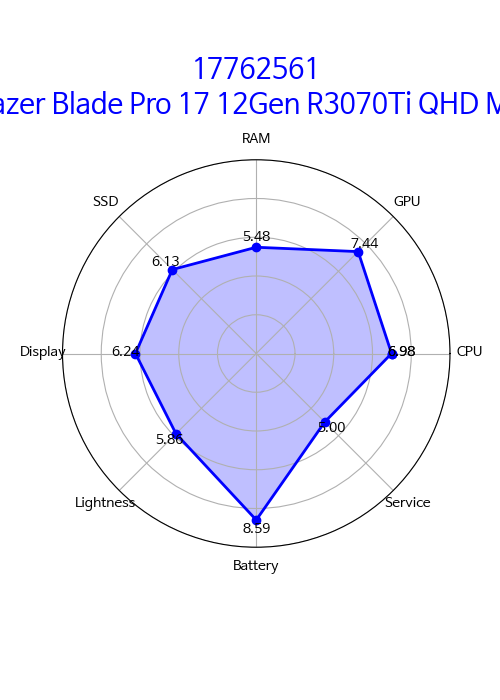 17762561
azer Blade Pro 17 12Gen R3070Ti QHD M
RAM
SSD
GPU
5.48
7.44
6.13
Display
6.24
6.98
CPU
5.86
5.00
Lightness
Service
8.59
Battery